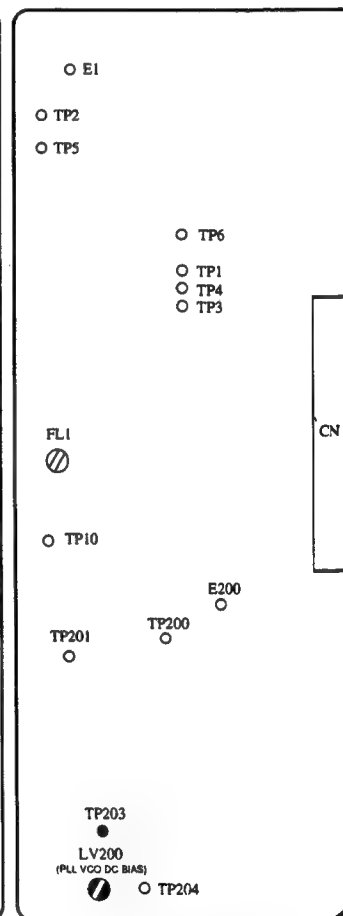 E1
TP2
TP5
TP6
TP1
TP4
TP3
CN
FL1
TP10
E200
TP200
TP201
TP203
LV200
(PLL VCO DC BIAS)
TP204